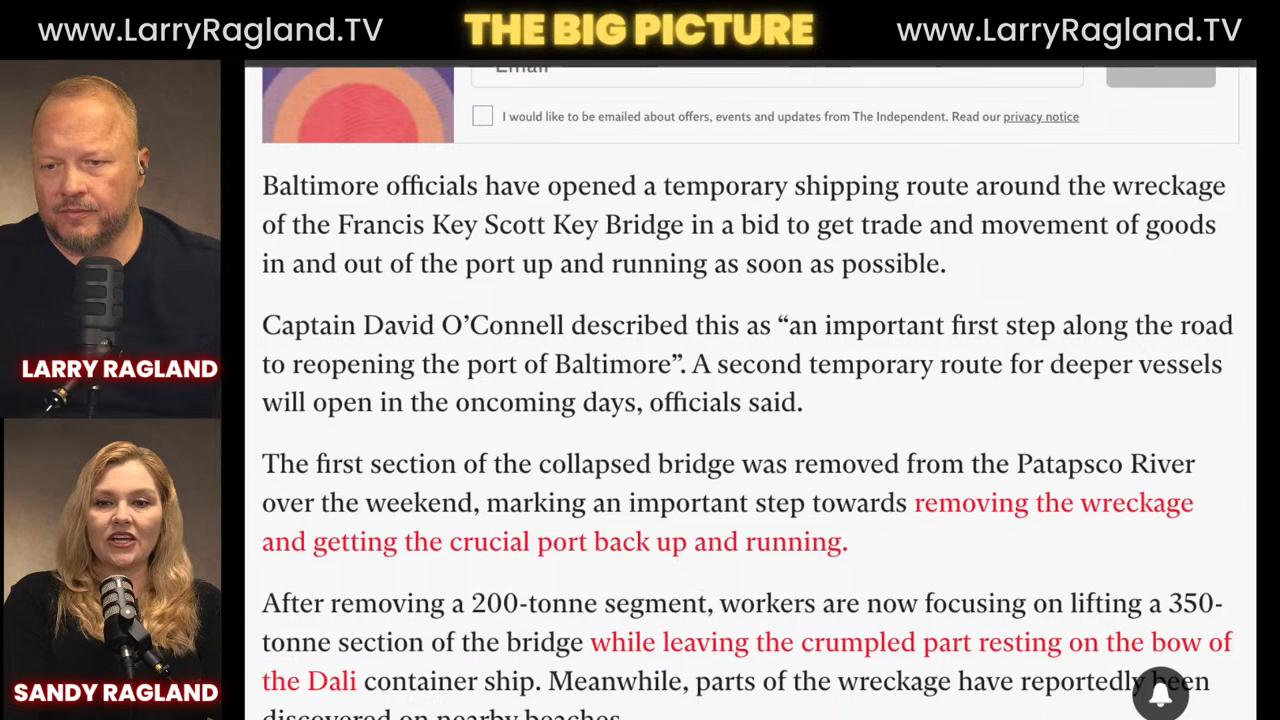 www.LarryRagland.TV
THE BIG PICTURE
www.LarryRagland.TV
Email
I would like to be emailed about offers, events and updates from The Independent. Read our privacy notice
Baltimore officials have opened a temporary shipping route around the wreckage
of the Francis Key Scott Key Bridge in a bid to get trade and movement of goods
in and out of the port up and running as soon as possible.
Captain David O’Connell described this as “an important first step along the road
to reopening the port of Baltimore”. A second temporary route for deeper vessels
will open in the oncoming days, officials said.
The first section of the collapsed bridge was removed from the Patapsco River
over the weekend, marking an important step towards removing the wreckage
and getting the crucial port back up and running.
After removing a 200-tonne segment, workers are now focusing on lifting a 350-
tonne section of the bridge while leaving the crumpled part resting on the bow of
the Dali container ship. Meanwhile, parts of the wreckage have reportedly been
discovered on nearby beaches.
LARRY RAGLAND
SANDY RAGLAND